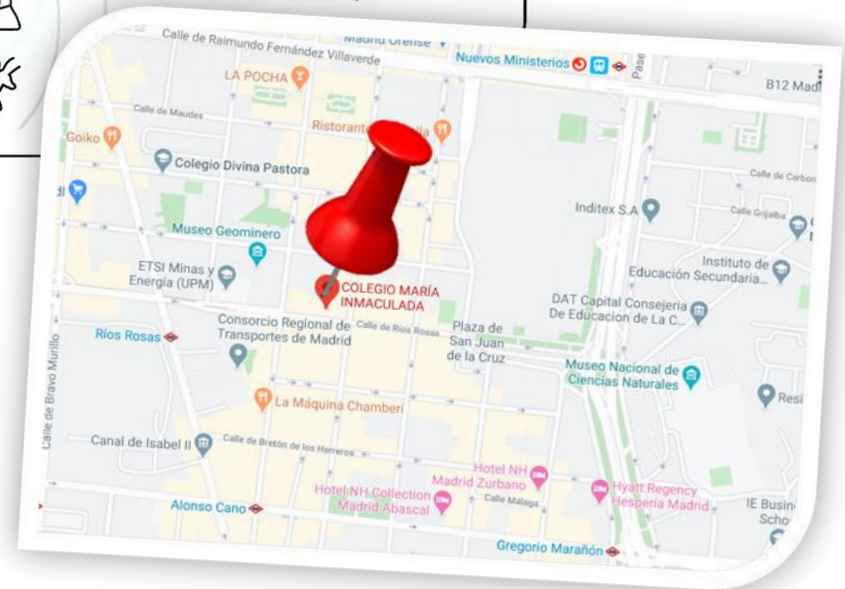 Calle de Raimundo Fernández Villaverde
Madrid Orense
Nuevos Ministerios
Pase
B12 Madi
LA POCHA
Calle de Maudes
Ristorante
Goiko
Colegio Divina Pastora
Calle de Carbon
Inditex S.A
Calle Grijalba
Museo Geominero
Instituto de
Educación Secundaria...
ETSI Minas y
Energía (UPM)
COLEGIO MARÍA
INMACULADA
DAT Capital Consejeria
De Educacion de La C...
Consorcio Regional de
Transportes de Madrid
Calle de Ríos Rosas
Plaza de
San Juan
de la Cruz
Ríos Rosas
Calle de Bravo Murillo
Museo Nacional de
Ciencias Naturales
Resi
La Máquina Chamberí
Canal de Isabel II
Calle de Bretón de los Herreros
Hotel NH
Madrid Zurbano
Hotel NH Collection
Madrid Abascal
Calle Málaga
Hyatt Regency
Hesperia Madrid
Alonso Cano
IE Busin
Scho
Gregorio Marañón